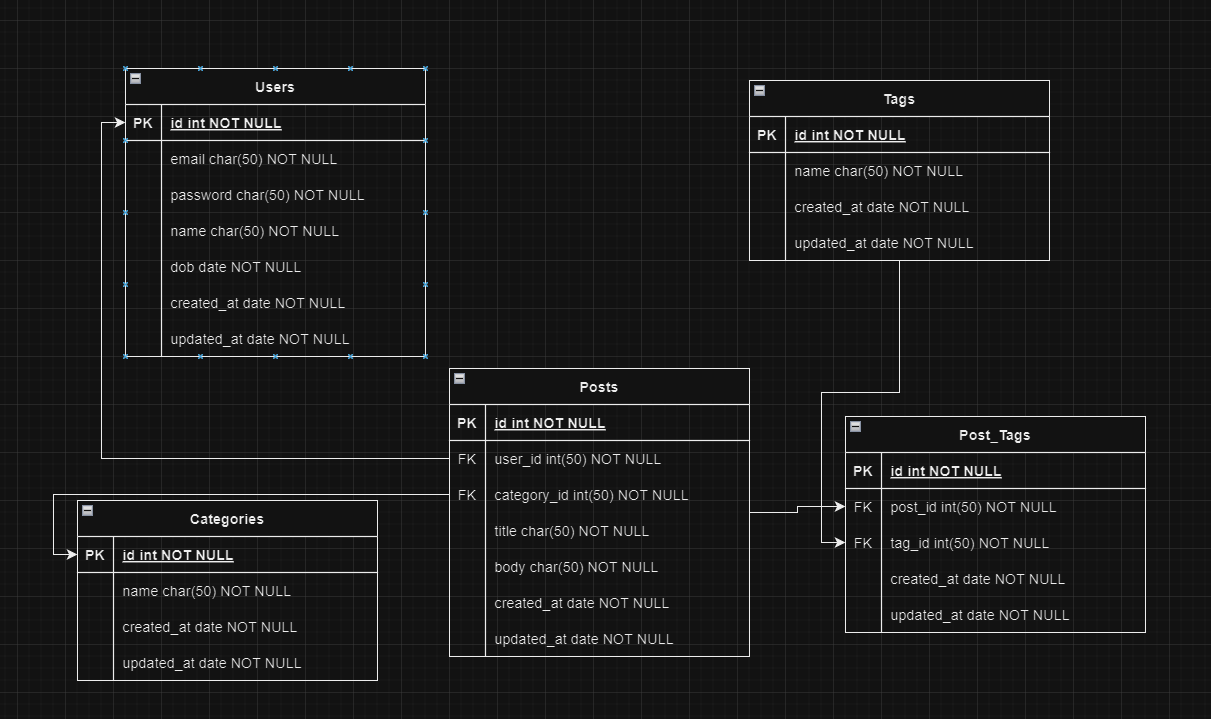 Users
PK id int NOT NULL
email char(50) NOT NULL
password char(50) NOT NULL
name char(50) NOT NULL
dob date NOT NULL
created_at date NOT NULL
updated_at date NOT NULL
Tags
PK id int NOT NULL
name char(50) NOT NULL
created_at date NOT NULL
updated_at date NOT NULL
Posts
PK id int NOT NULL
FK user_id int(50) NOT NULL
FK category_id int(50) NOT NULL
title char(50) NOT NULL
body char(50) NOT NULL
created_at date NOT NULL
updated_at date NOT NULL
Post_Tags
PK id int NOT NULL
FK post_id int(50) NOT NULL
FK tag_id int(50) NOT NULL
created_at date NOT NULL
updated_at date NOT NULL
Categories
PK id int NOT NULL
name char(50) NOT NULL
created_at date NOT NULL
updated_at date NOT NULL